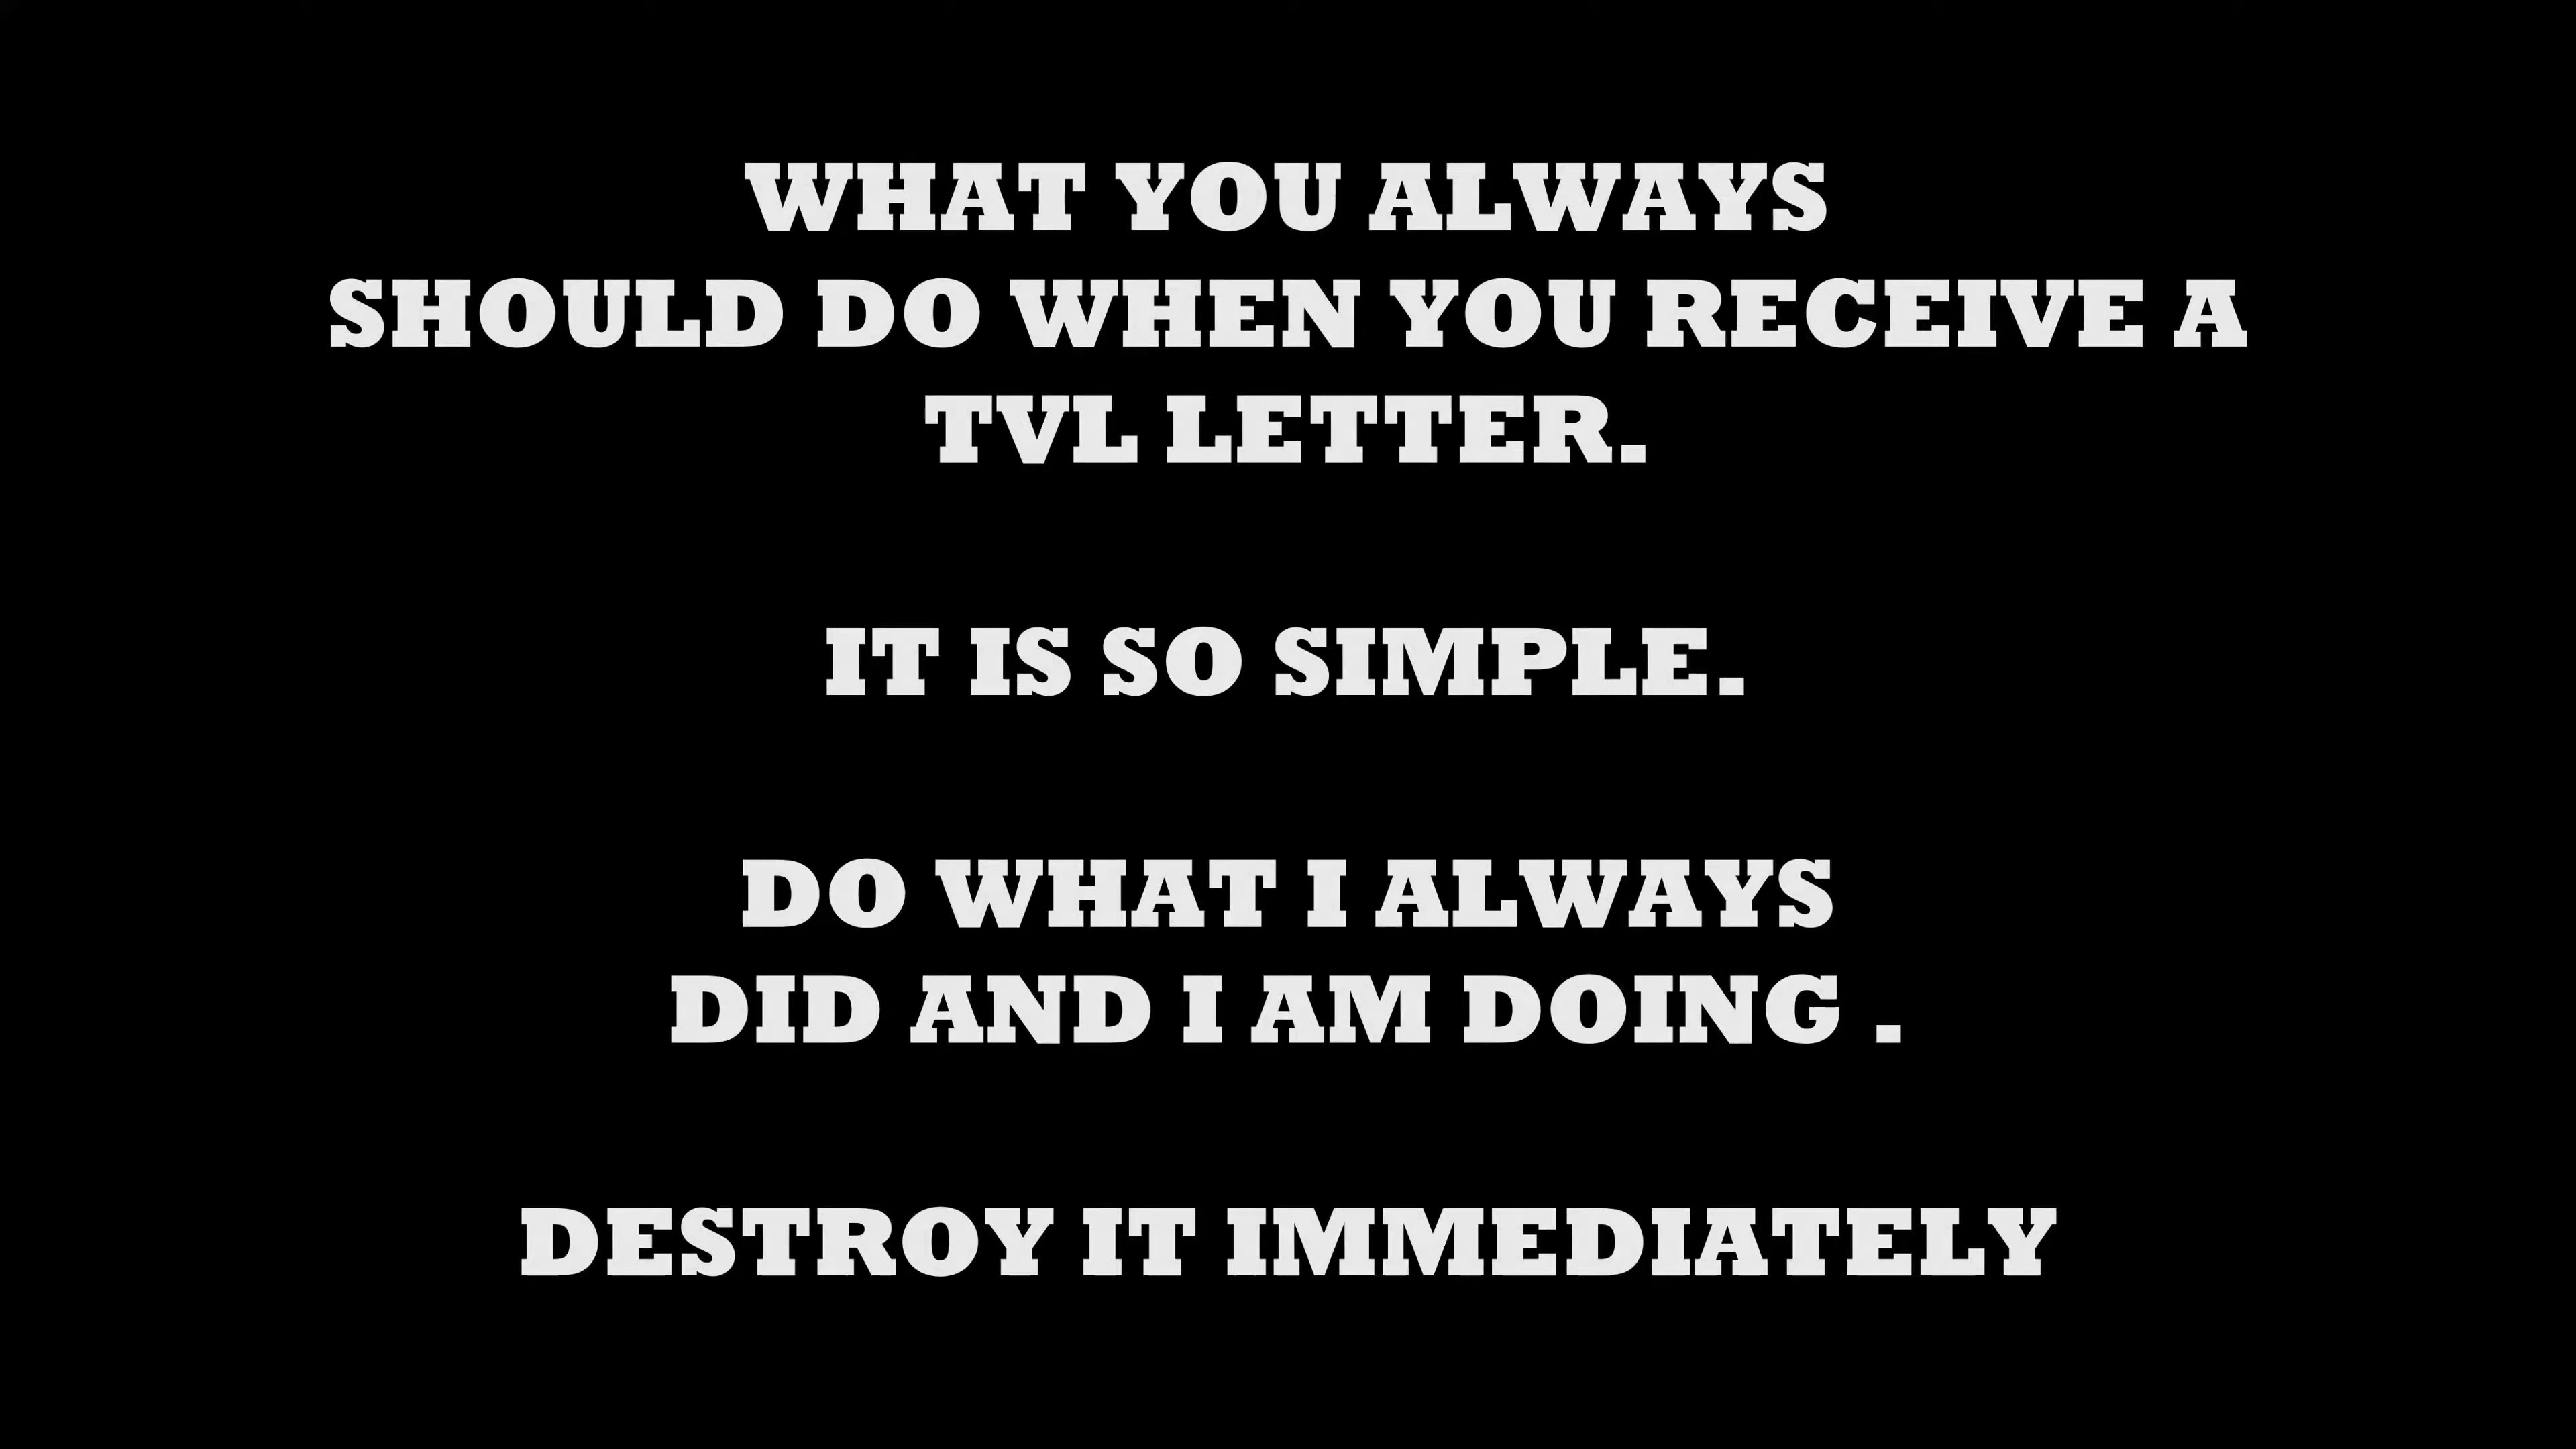 WHAT YOU ALWAYS
SHOULD DO WHEN YOU RECEIVE A
TVL LETTER.
IT IS SO SIMPLE.
DO WHAT I ALWAYS
DID AND I AM DOING .
DESTROY IT IMMEDIATELY